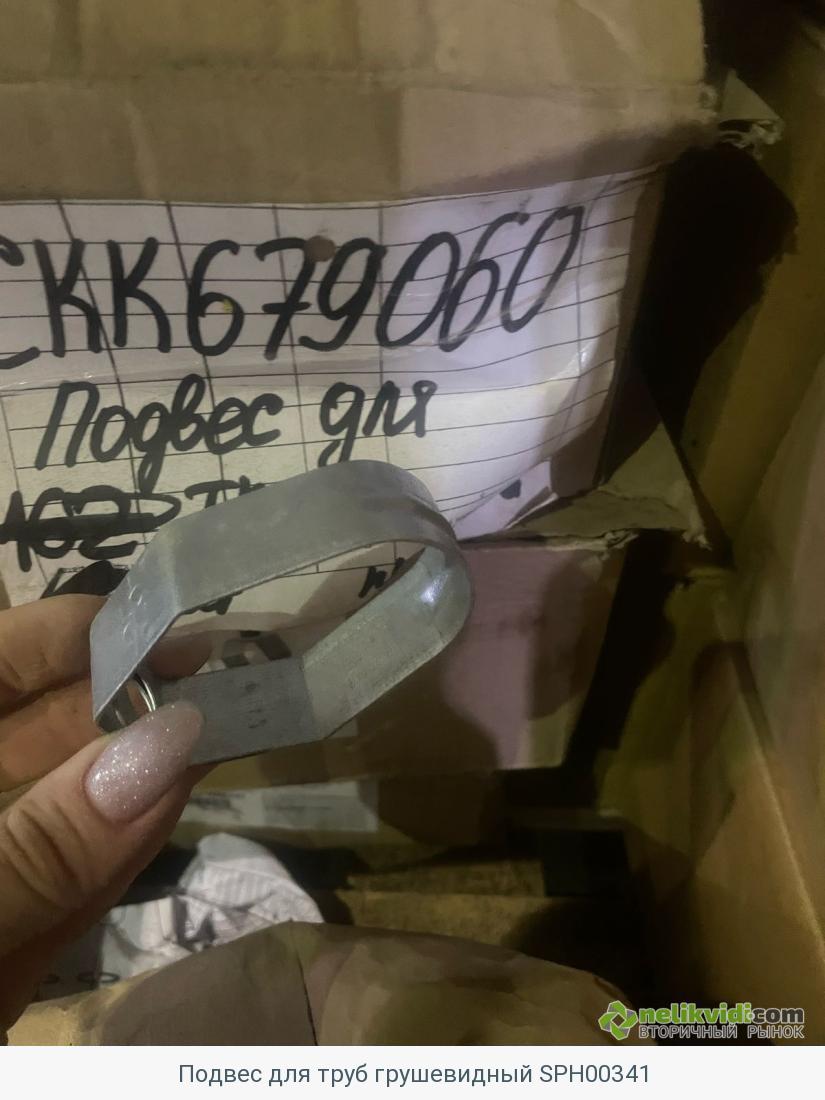 СКК679060
Подвес для
nelikvidi.com
ВТОРИЧНЫЙ РЫНОК
Подвес для труб грушевидный SPH00341